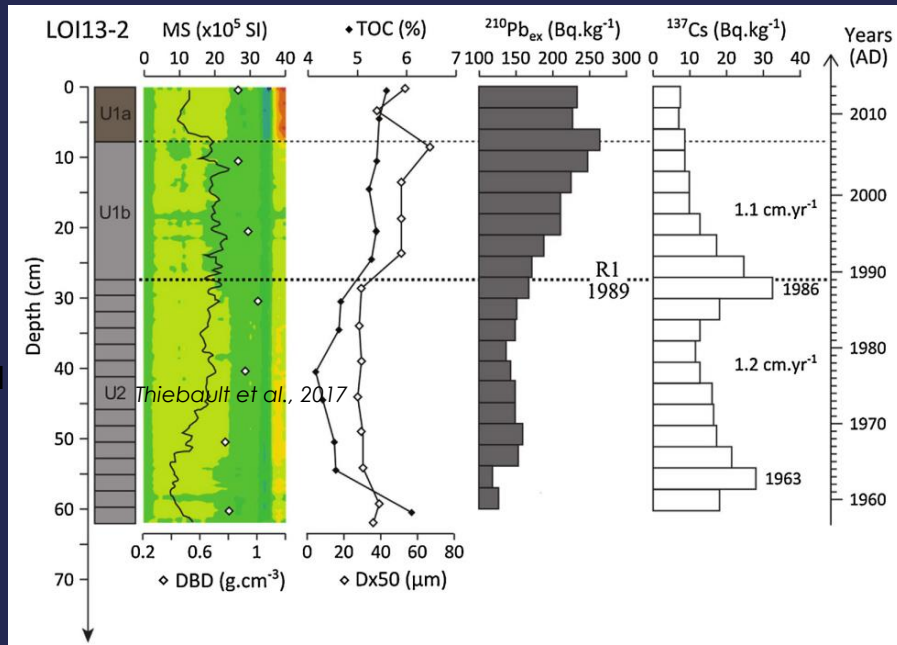 LOI13-2 MS (x10⁵ SI) ◆ TOC (%) ²¹⁰Pbₑₓ (Bq.kg⁻¹) ¹³⁷Cs (Bq.kg⁻¹) Years
(AD)
0 10 20 30 40 4 5 6 7 100 150 200 250 300 0 10 20 30 40
0
U1a
2010
10
2000
U1b
1.1 cm.yr⁻¹
20
R1
1990
1989
1986
30
Depth (cm)
1980
40
1.2 cm.yr⁻¹
U2
Thiebault et al., 2017
1970
50
1963
1960
60
0.2 0.6 1 0 20 40 60 80
70
◇ DBD (g.cm⁻³) ◇ Dx50 (µm)